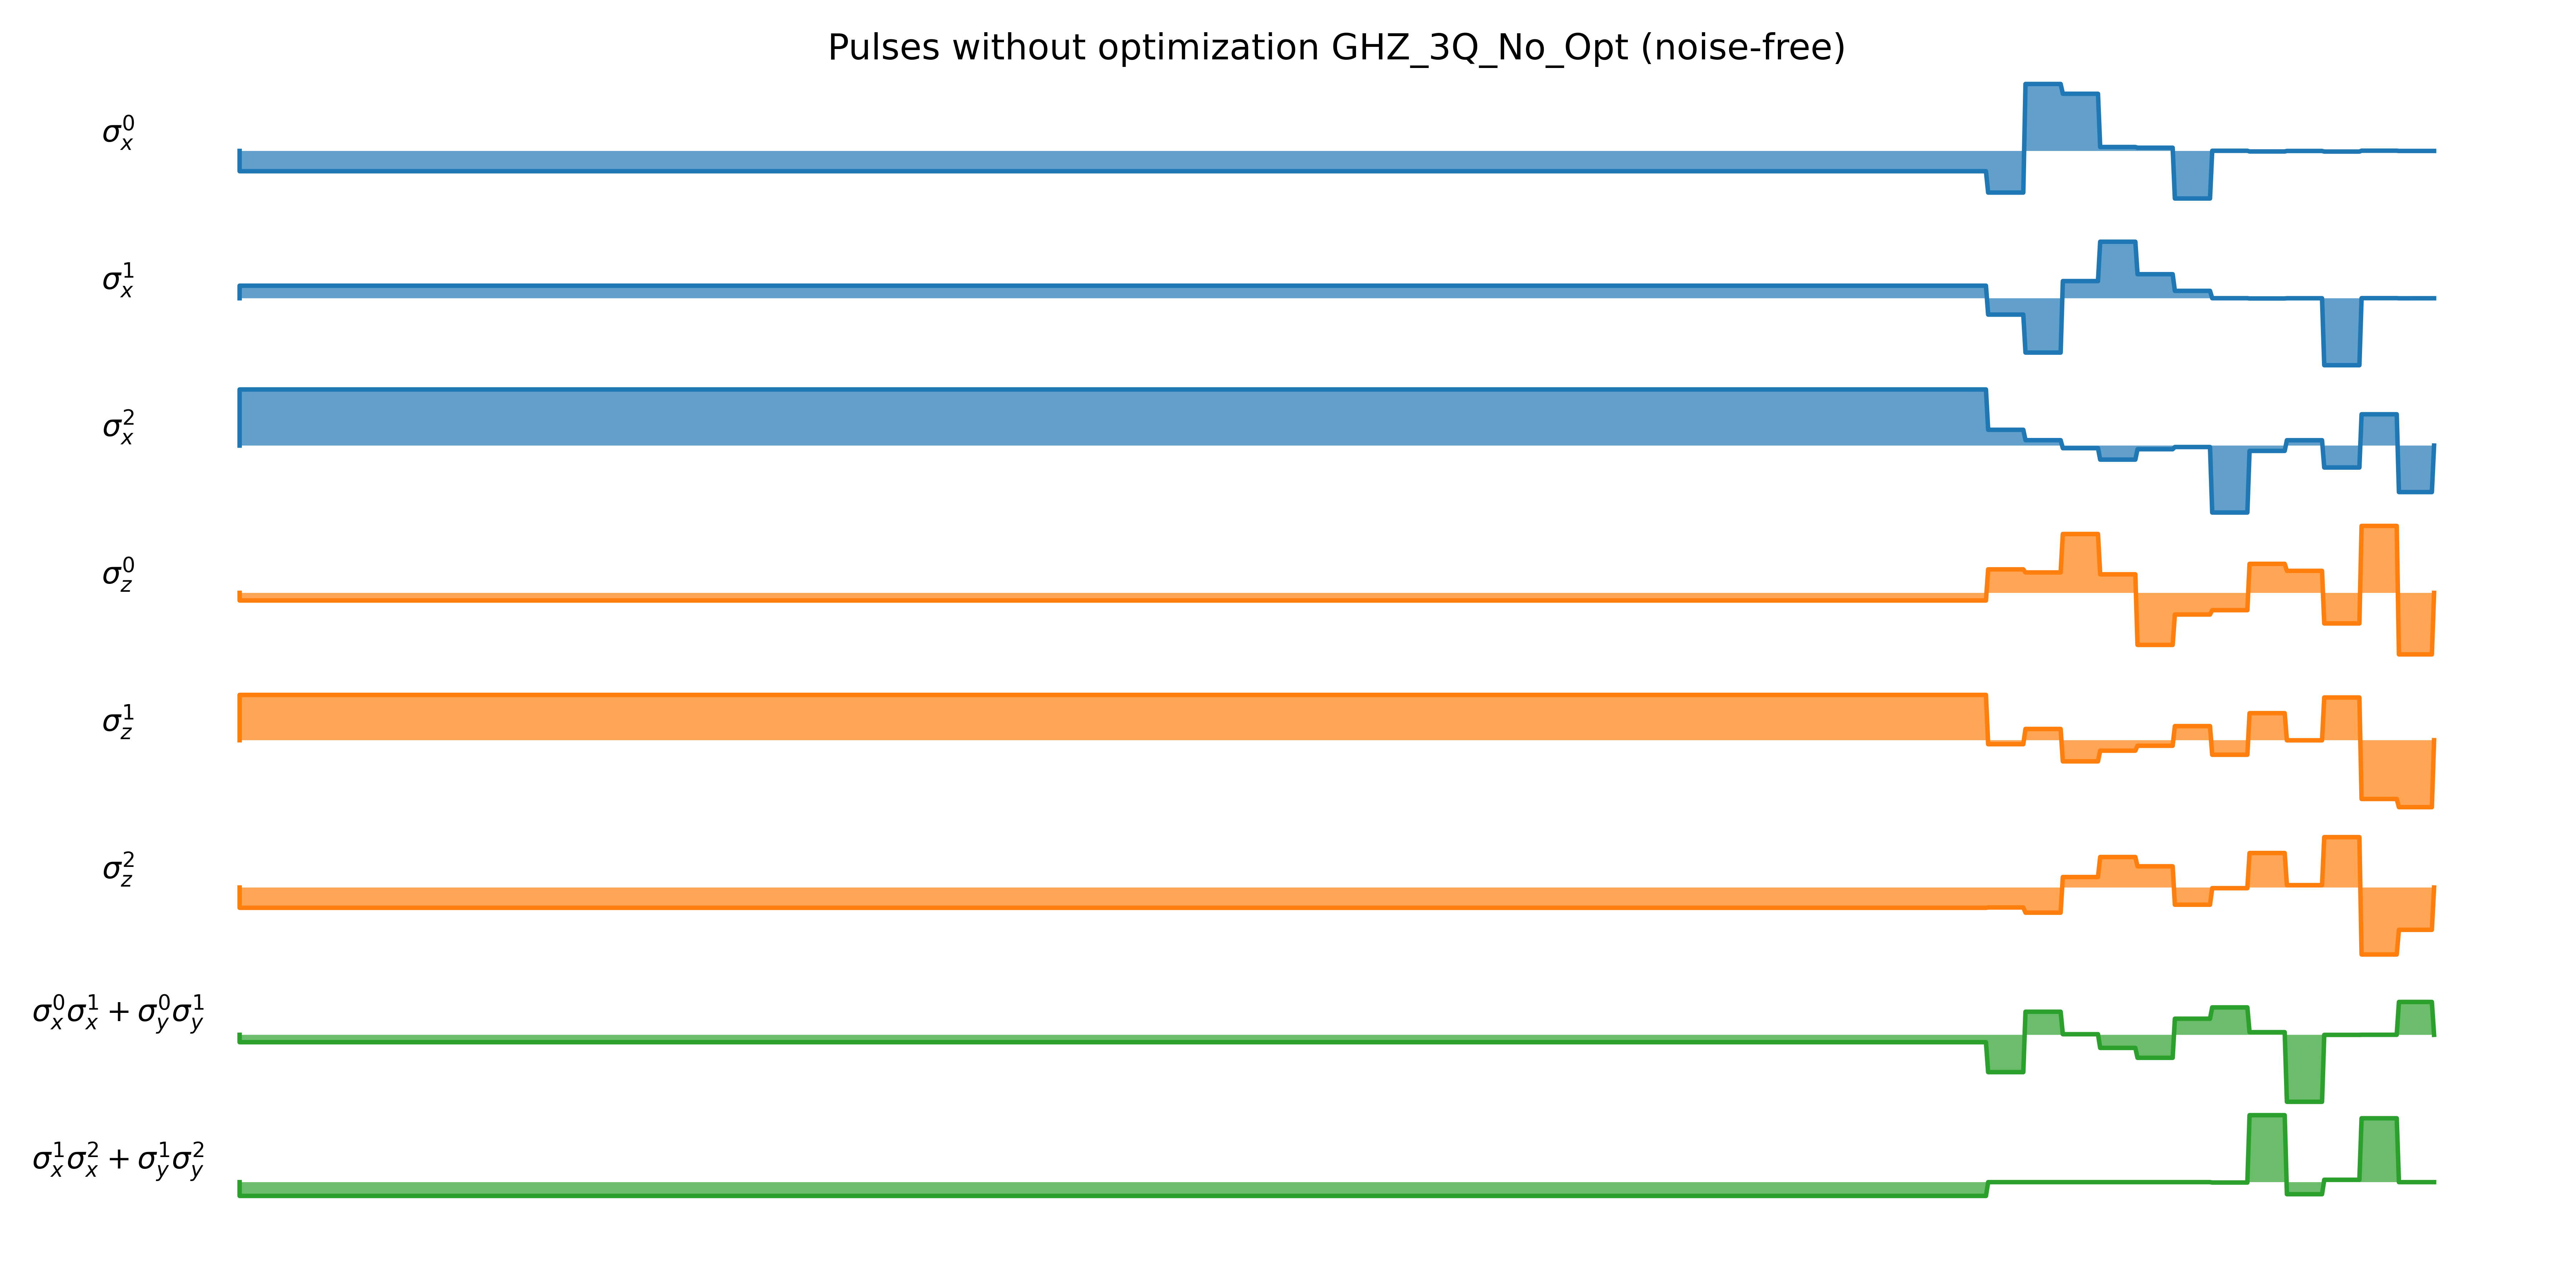 Pulses without optimization GHZ_3Q_No_Opt (noise-free)
σ_x^0
σ_x^1
σ_x^2
σ_z^0
σ_z^1
σ_z^2
σ_x^0σ_x^1 + σ_y^0σ_y^1
σ_x^1σ_x^2 + σ_y^1σ_y^2